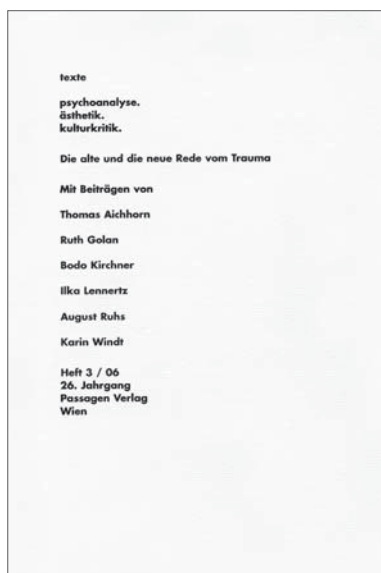 texte
psychoanalyse.
ästhetik.
kulturkritik.
Die alte und die neue Rede vom Trauma
Mit Beiträgen von
Thomas Aichhorn
Ruth Golan
Bodo Kirchner
Ilka Lennertz
August Ruhs
Karin Windt
Heft 3 / 06
26. Jahrgang
Passagen Verlag
Wien